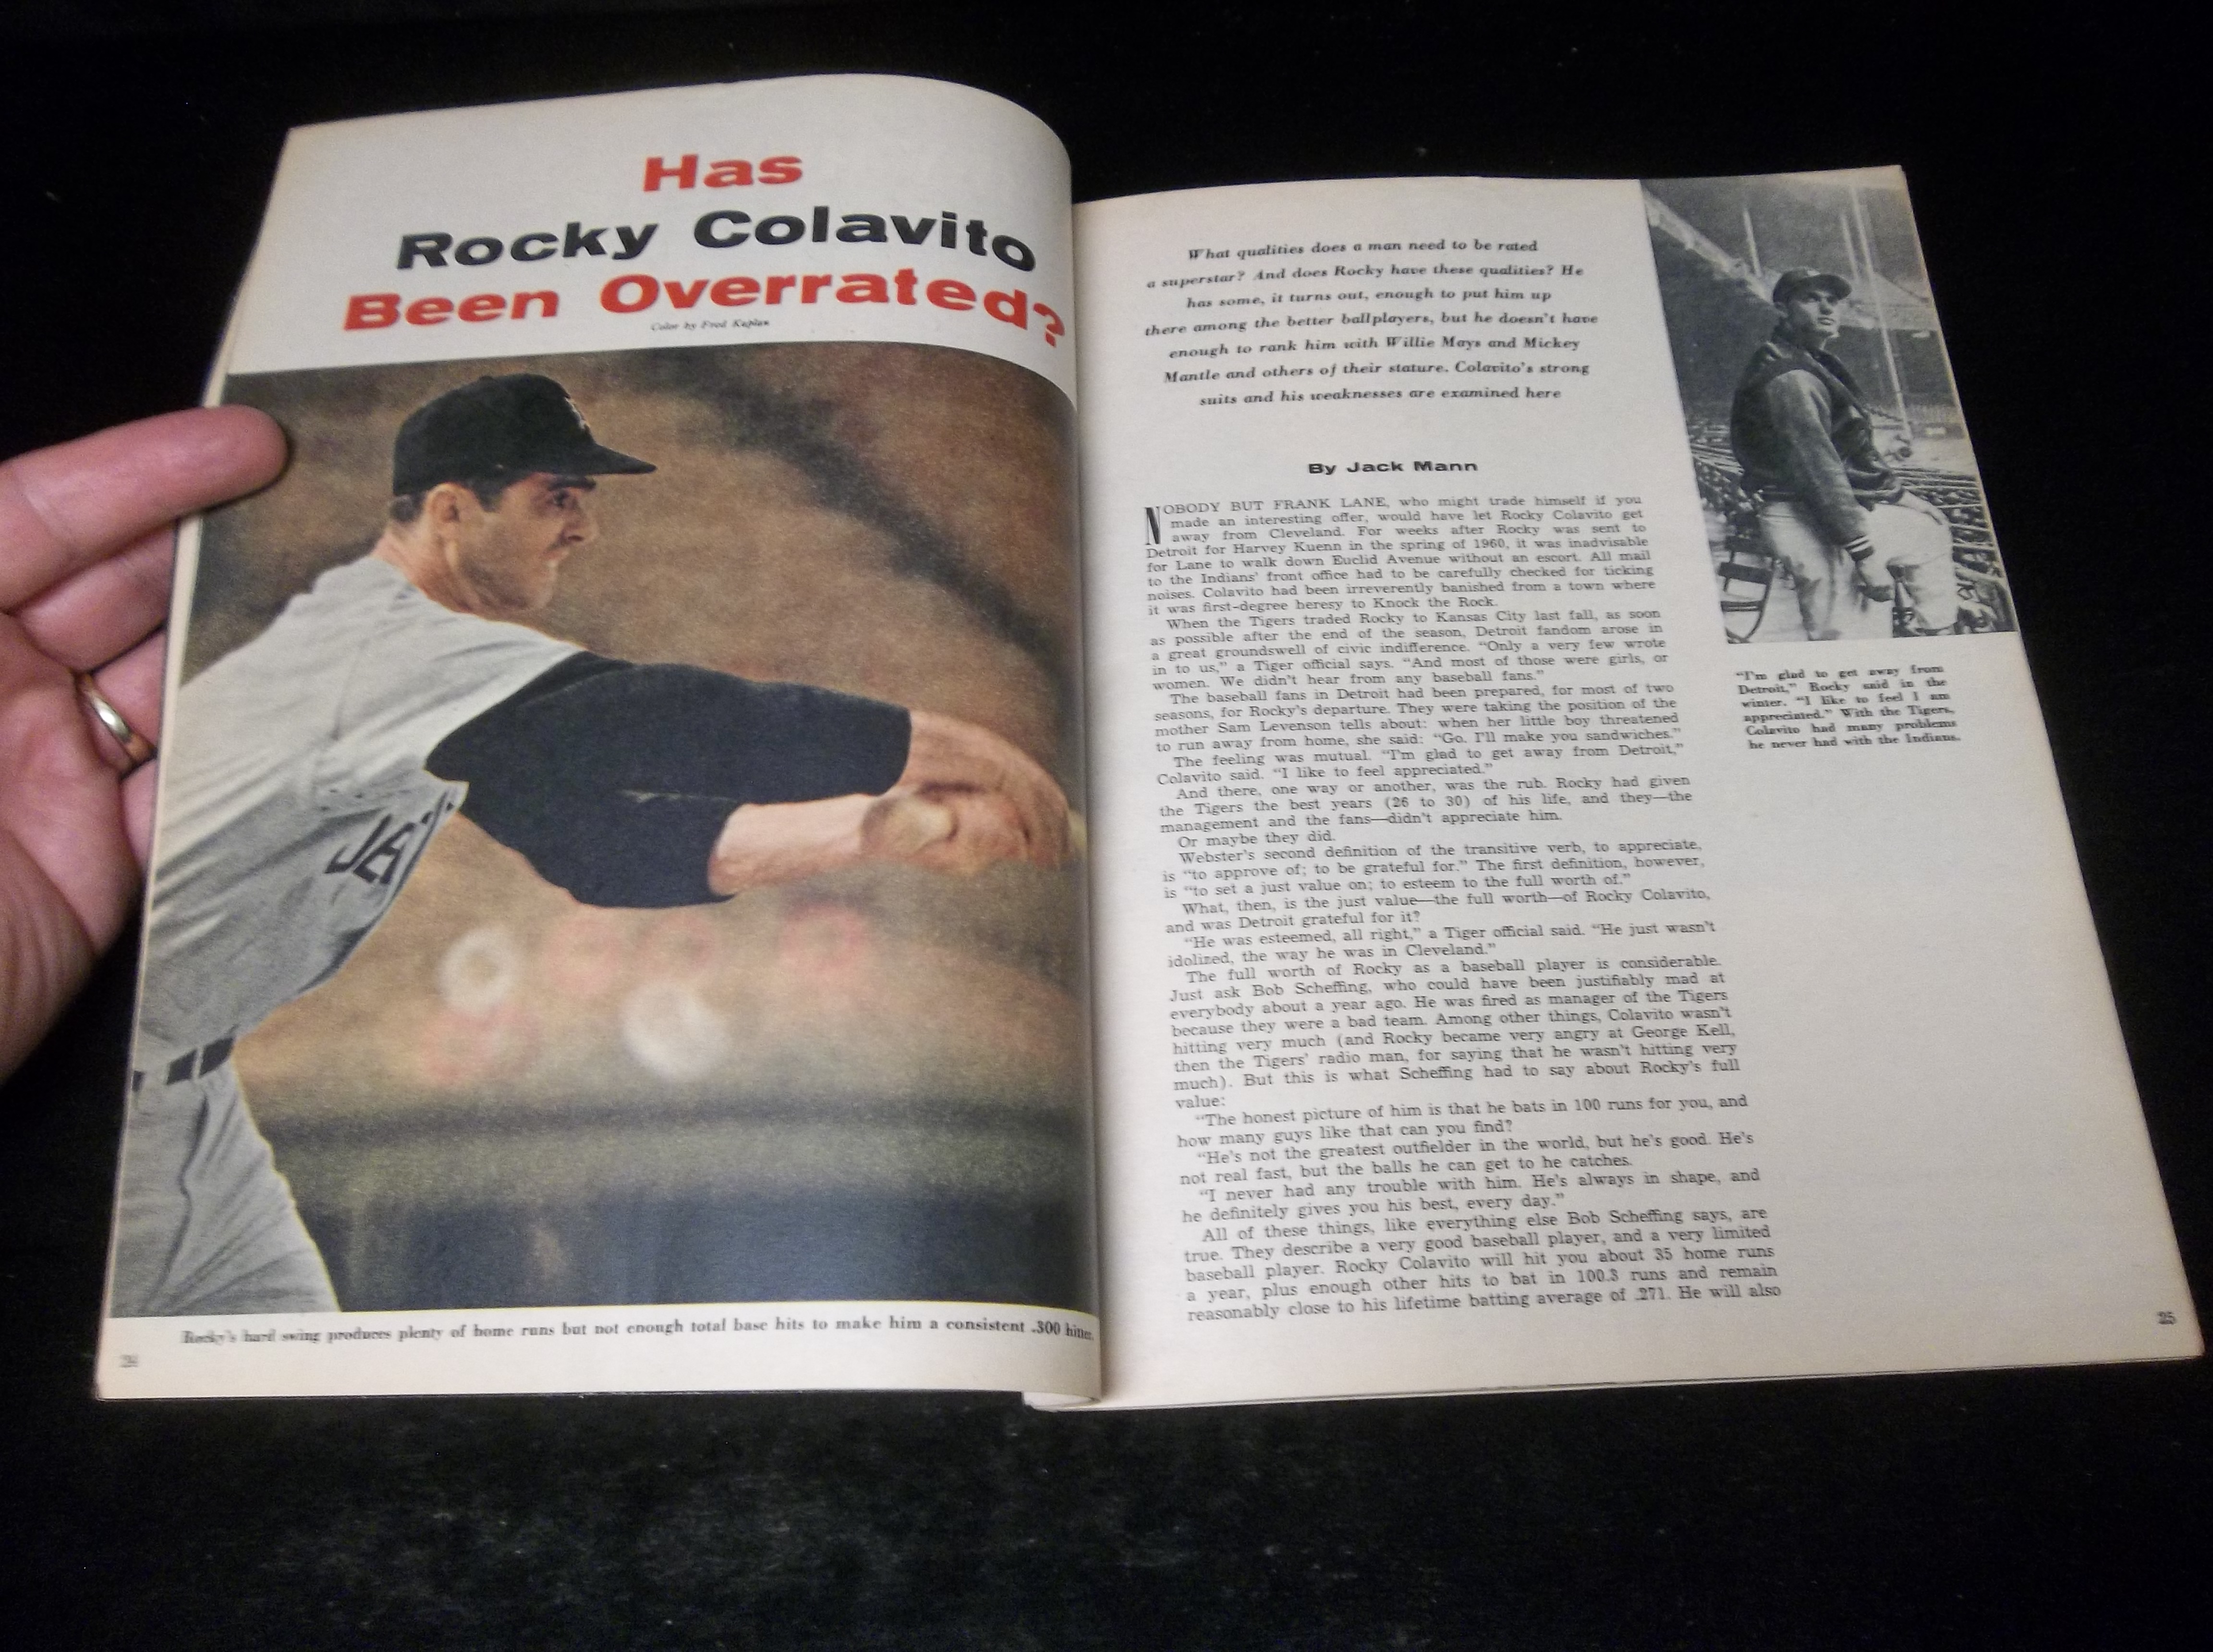 Has
Rocky Colavito
Been Overrated?
Color by Fred Kaplan
Rocky's hard swing produces plenty of home runs but not enough total base hits to make him a consistent .300 hitter.
24
What qualities does a man need to be rated
a superstar? And does Rocky have these qualities? He
has some, it turns out, enough to put him up
there among the better ballplayers, but he doesn't have
enough to rank him with Willie Mays and Mickey
Mantle and others of their stature. Colavito's strong
suits and his weaknesses are examined here
By Jack Mann
NOBODY BUT FRANK LANE, who might trade himself if you
made an interesting offer, would have let Rocky Colavito get
away from Cleveland. For weeks after Rocky was sent to
Detroit for Harvey Kuenn in the spring of 1960, it was inadvisable
for Lane to walk down Euclid Avenue without an escort. All mail
to the Indians' front office had to be carefully checked for ticking
noises. Colavito had been irreverently banished from a town where
it was first-degree heresy to Knock the Rock.
When the Tigers traded Rocky to Kansas City last fall, as soon
as possible after the end of the season, Detroit fandom arose in
a great groundswell of civic indifference. "Only a very few wrote
in to us," a Tiger official says. "And most of those were girls, or
women. We didn't hear from any baseball fans."
The baseball fans in Detroit had been prepared, for most of two
seasons, for Rocky's departure. They were taking the position of the
mother Sam Levenson tells about: when her little boy threatened
to run away from home, she said: "Go. I'll make you sandwiches."
The feeling was mutual. "I'm glad to get away from Detroit,"
Colavito said. "I like to feel appreciated."
And there, one way or another, was the rub. Rocky had given
the Tigers the best years (26 to 30) of his life, and they—the
management and the fans—didn't appreciate him.
Or maybe they did.
Webster's second definition of the transitive verb, to appreciate,
is "to approve of; to be grateful for." The first definition, however,
is "to set a just value on; to esteem to the full worth of."
What, then, is the just value—the full worth—of Rocky Colavito,
and was Detroit grateful for it?
"He was esteemed, all right," a Tiger official said. "He just wasn't
idolized, the way he was in Cleveland."
The full worth of Rocky as a baseball player is considerable.
Just ask Bob Scheffing, who could have been justifiably mad at
everybody about a year ago. He was fired as manager of the Tigers
because they were a bad team. Among other things, Colavito wasn't
hitting very much (and Rocky became very angry at George Kell,
then the Tigers' radio man, for saying that he wasn't hitting very
much). But this is what Scheffing had to say about Rocky's full
value:
"The honest picture of him is that he bats in 100 runs for you, and
how many guys like that can you find?
"He's not the greatest outfielder in the world, but he's good. He's
not real fast, but the balls he can get to he catches.
"I never had any trouble with him. He's always in shape, and
he definitely gives you his best, every day."
All of these things, like everything else Bob Scheffing says, are
true. They describe a very good baseball player, and a very limited
baseball player. Rocky Colavito will hit you about 35 home runs
a year, plus enough other hits to bat in 100.3 runs and remain
reasonably close to his lifetime batting average of .271. He will also
"I'm glad to get away from
Detroit," Rocky said in the
winter. "I like to feel I am
appreciated." With the Tigers,
Colavito had many problems
he never had with the Indians.
25